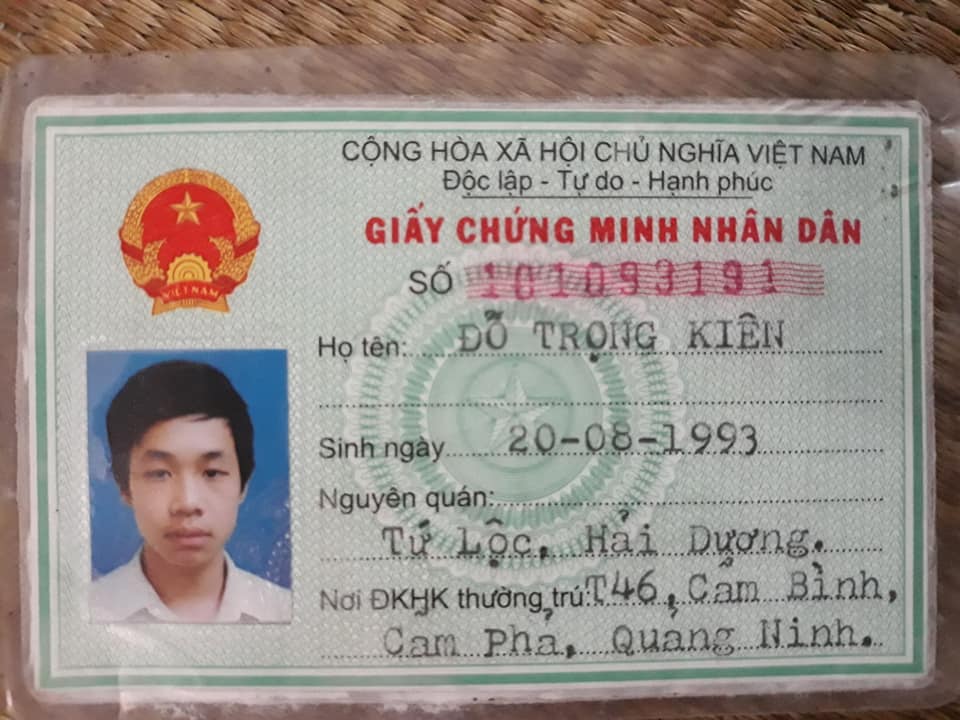 CỘNG HÒA XÃ HỘI CHỦ NGHĨA VIỆT NAM
Độc lập - Tự do - Hạnh phúc
GIẤY CHỨNG MINH NHÂN DÂN
SỐ 101093191
VIỆT NAM
Họ tên: ĐỖ TRỌNG KIÊN
Sinh ngày 20-08-1993
Nguyên quán:
Tứ Lộc, Hải Dương.
Nơi ĐKHK thường trú: T46, Cẩm Bình,
Cẩm Phả, Quảng Ninh.